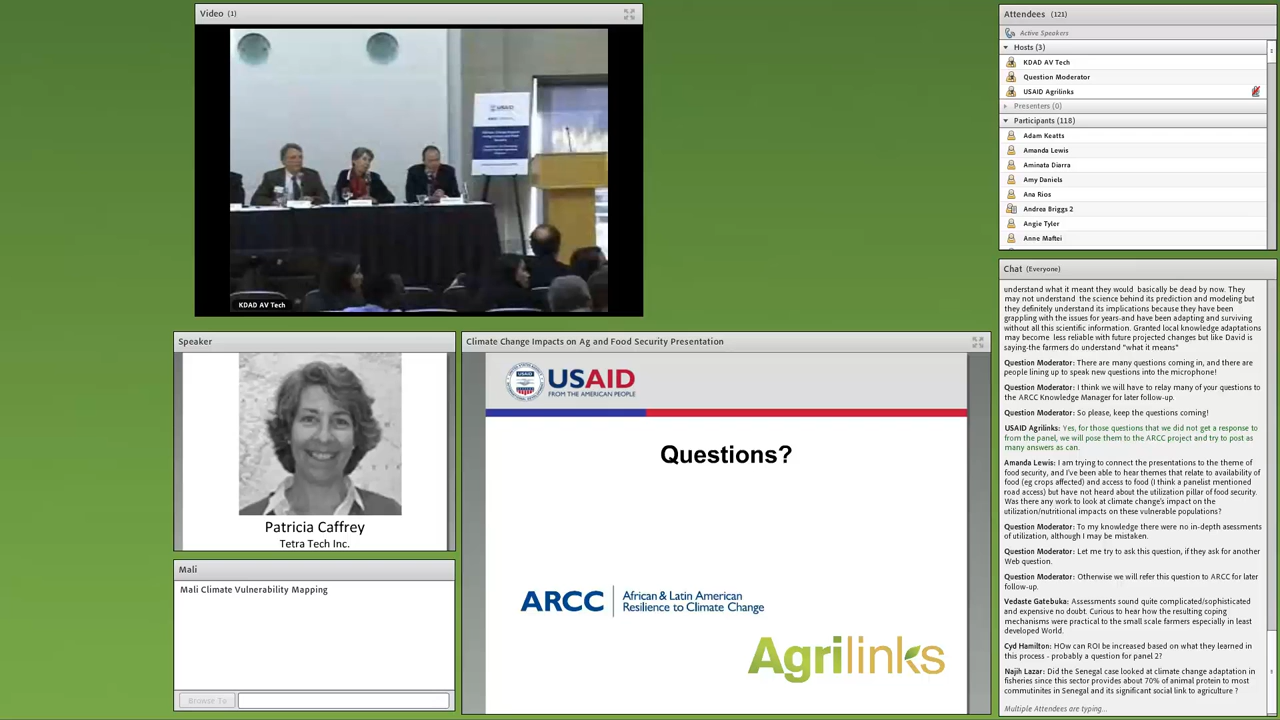 Video (1)
USAID
KDAD AV Tech
Speaker
Patricia Caffrey
Tetra Tech Inc.
Mali
Mali Climate Vulnerability Mapping
Browse To
Climate Change Impacts on Ag and Food Security Presentation
USAID
FROM THE AMERICAN PEOPLE
Questions?
ARCC
African & Latin American
Resilience to Climate Change
Agrilinks
Attendees (121)
Active Speakers
Hosts (3)
KDAD AV Tech
Question Moderator
USAID Agrilinks
Presenters (0)
Participants (118)
Adam Keatts
Amanda Lewis
Aminata Diarra
Amy Daniels
Ana Rios
Andrea Briggs 2
Angie Tyler
Anne Maftei
Chat (Everyone)
understand what it meant they would basically be dead by now. They
may not understand the science behind its prediction and modeling but
they definitely understand its implications because they have been
grappling with the issues for years-and have been adapting and surviving
without all this scientific information. Granted local knowledge adaptations
may become less reliable with future projected changes but like David is
saying-the farmers do understand "what it means"
Question Moderator: There are many questions coming in, and there are
people lining up to speak new questions into the microphone!
Question Moderator: I think we will have to relay many of your questions to
the ARCC Knowledge Manager for later follow-up.
Question Moderator: So please, keep the questions coming!
USAID Agrilinks: Yes, for those questions that we did not get a response to
from the panel, we will pose them to the ARCC project and try to post as
many answers as can.
Amanda Lewis: I am trying to connect the presentations to the theme of
food security, and I've been able to hear themes that relate to availability of
food (eg crops affected) and access to food (I think a panelist mentioned
road access) but have not heard about the utilization pillar of food security.
Was there any work to look at climate change's impact on the
utilization/nutritional impacts on these vulnerable populations?
Question Moderator: To my knowledge there were no in-depth asessments
of utilization, although I may be mistaken.
Question Moderator: Let me try to ask this question, if they ask for another
Web question.
Question Moderator: Otherwise we will refer this question to ARCC for later
follow-up.
Vedaste Gatebuka: Assessments sound quite complicated/sophisticated
and expensive no doubt. Curious to hear how the resulting coping
mechanisms were practical to the small scale farmers especially in least
developed World.
Cyd Hamilton: HOw can ROI be increased based on what they learned in
this process - probably a question for panel 2?
Najih Lazar: Did the Senegal case looked at climate change adaptation in
fisheries since this sector provides about 70% of animal protein to most
communitites in Senegal and its significant social link to agriculture ?
Multiple Attendees are typing...